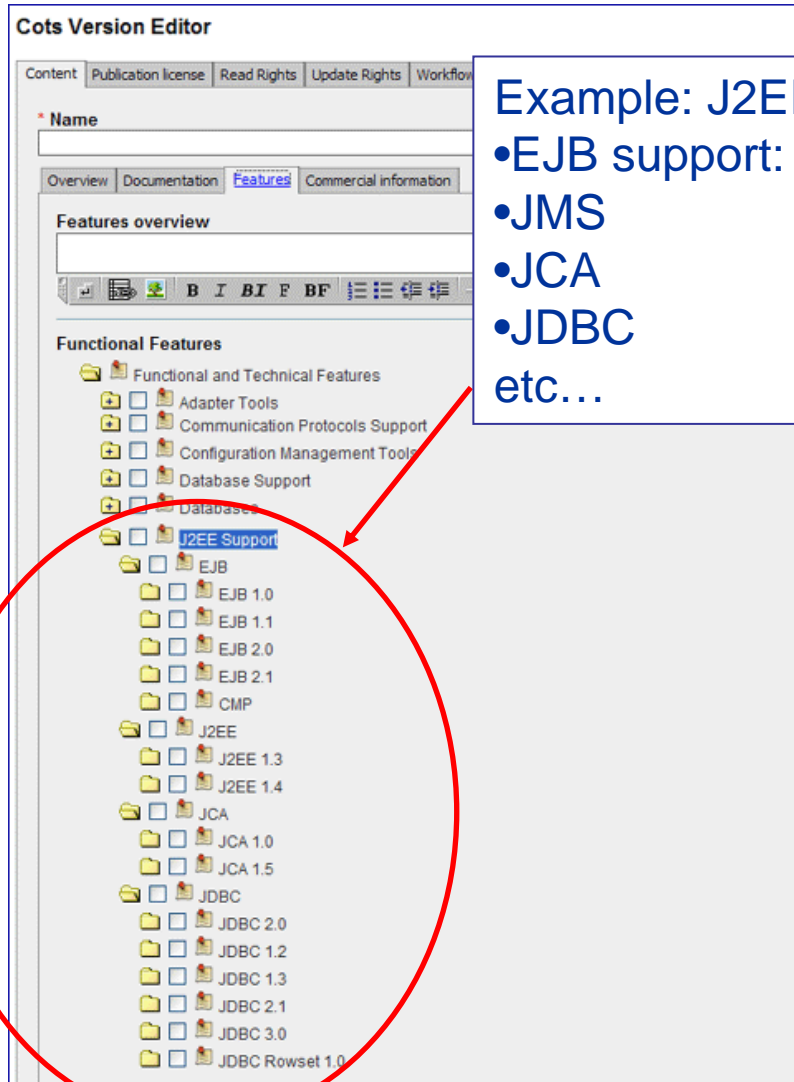 Cots Version Editor
Content Publication license Read Rights Update Rights Workflow
* Name
Overview Documentation Features Commercial information
Features overview
B I BI F BF
Functional Features
Functional and Technical Features
Adapter Tools
Communication Protocols Support
Configuration Management Tools
Database Support
Databases
J2EE Support
EJB
EJB 1.0
EJB 1.1
EJB 2.0
EJB 2.1
CMP
J2EE
J2EE 1.3
J2EE 1.4
JCA
JCA 1.0
JCA 1.5
JDBC
JDBC 2.0
JDBC 1.2
JDBC 1.3
JDBC 2.1
JDBC 3.0
JDBC Rowset 1.0
Example: J2E
•EJB support:
•JMS
•JCA
•JDBC
etc…